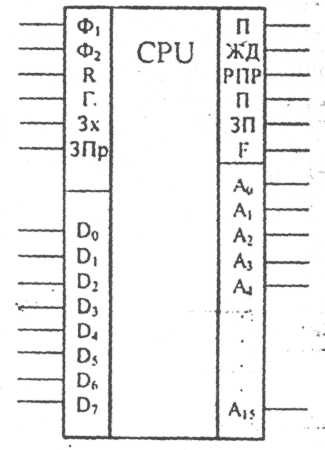 CPU
Ф₁
Ф₂
R
Г.
Зх
ЗПр
D₀
D₁
D₂
D₃
D₄
D₅
D₆
D₇
П
ЖД
РПР
П
ЗП
F
A₀
A₁
A₂
A₃
A₄
A₁₅